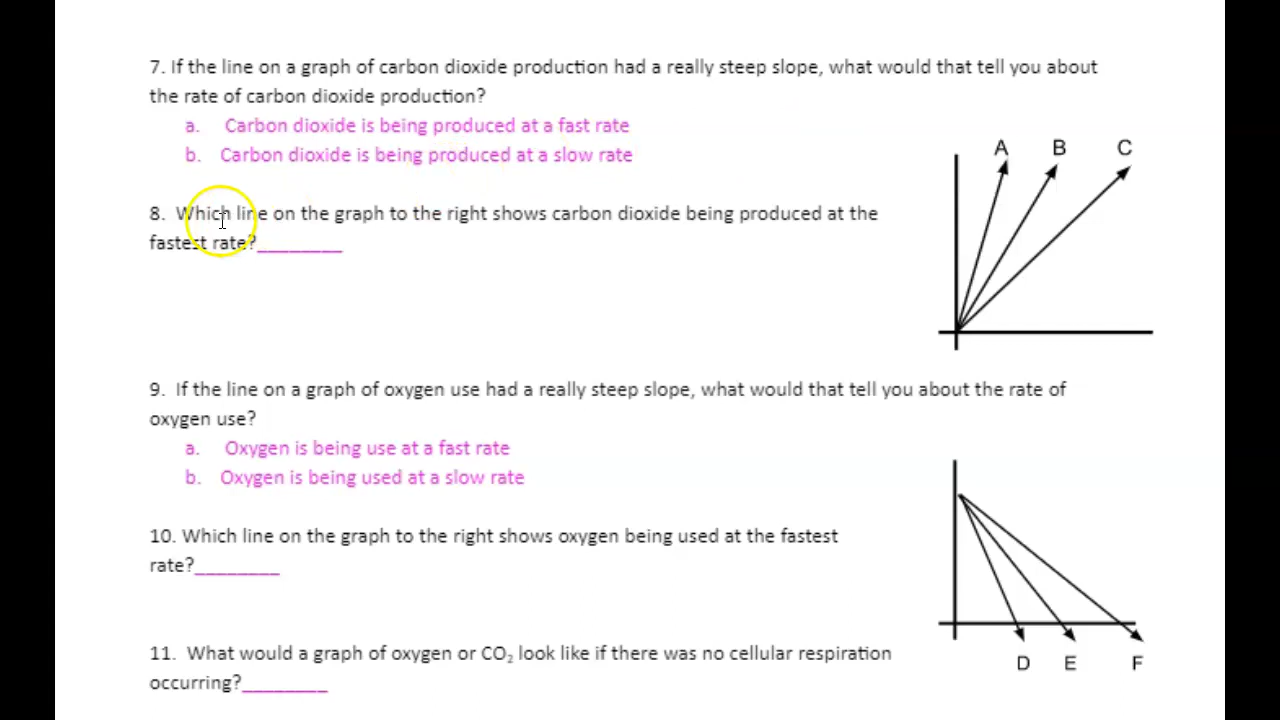 7. If the line on a graph of carbon dioxide production had a really steep slope, what would that tell you about
the rate of carbon dioxide production?
a. Carbon dioxide is being produced at a fast rate
b. Carbon dioxide is being produced at a slow rate
8. Which line on the graph to the right shows carbon dioxide being produced at the
fastest rate?________
A B C
9. If the line on a graph of oxygen use had a really steep slope, what would that tell you about the rate of
oxygen use?
a. Oxygen is being use at a fast rate
b. Oxygen is being used at a slow rate
10. Which line on the graph to the right shows oxygen being used at the fastest
rate?________
D E F
11. What would a graph of oxygen or CO₂ look like if there was no cellular respiration
occurring?________